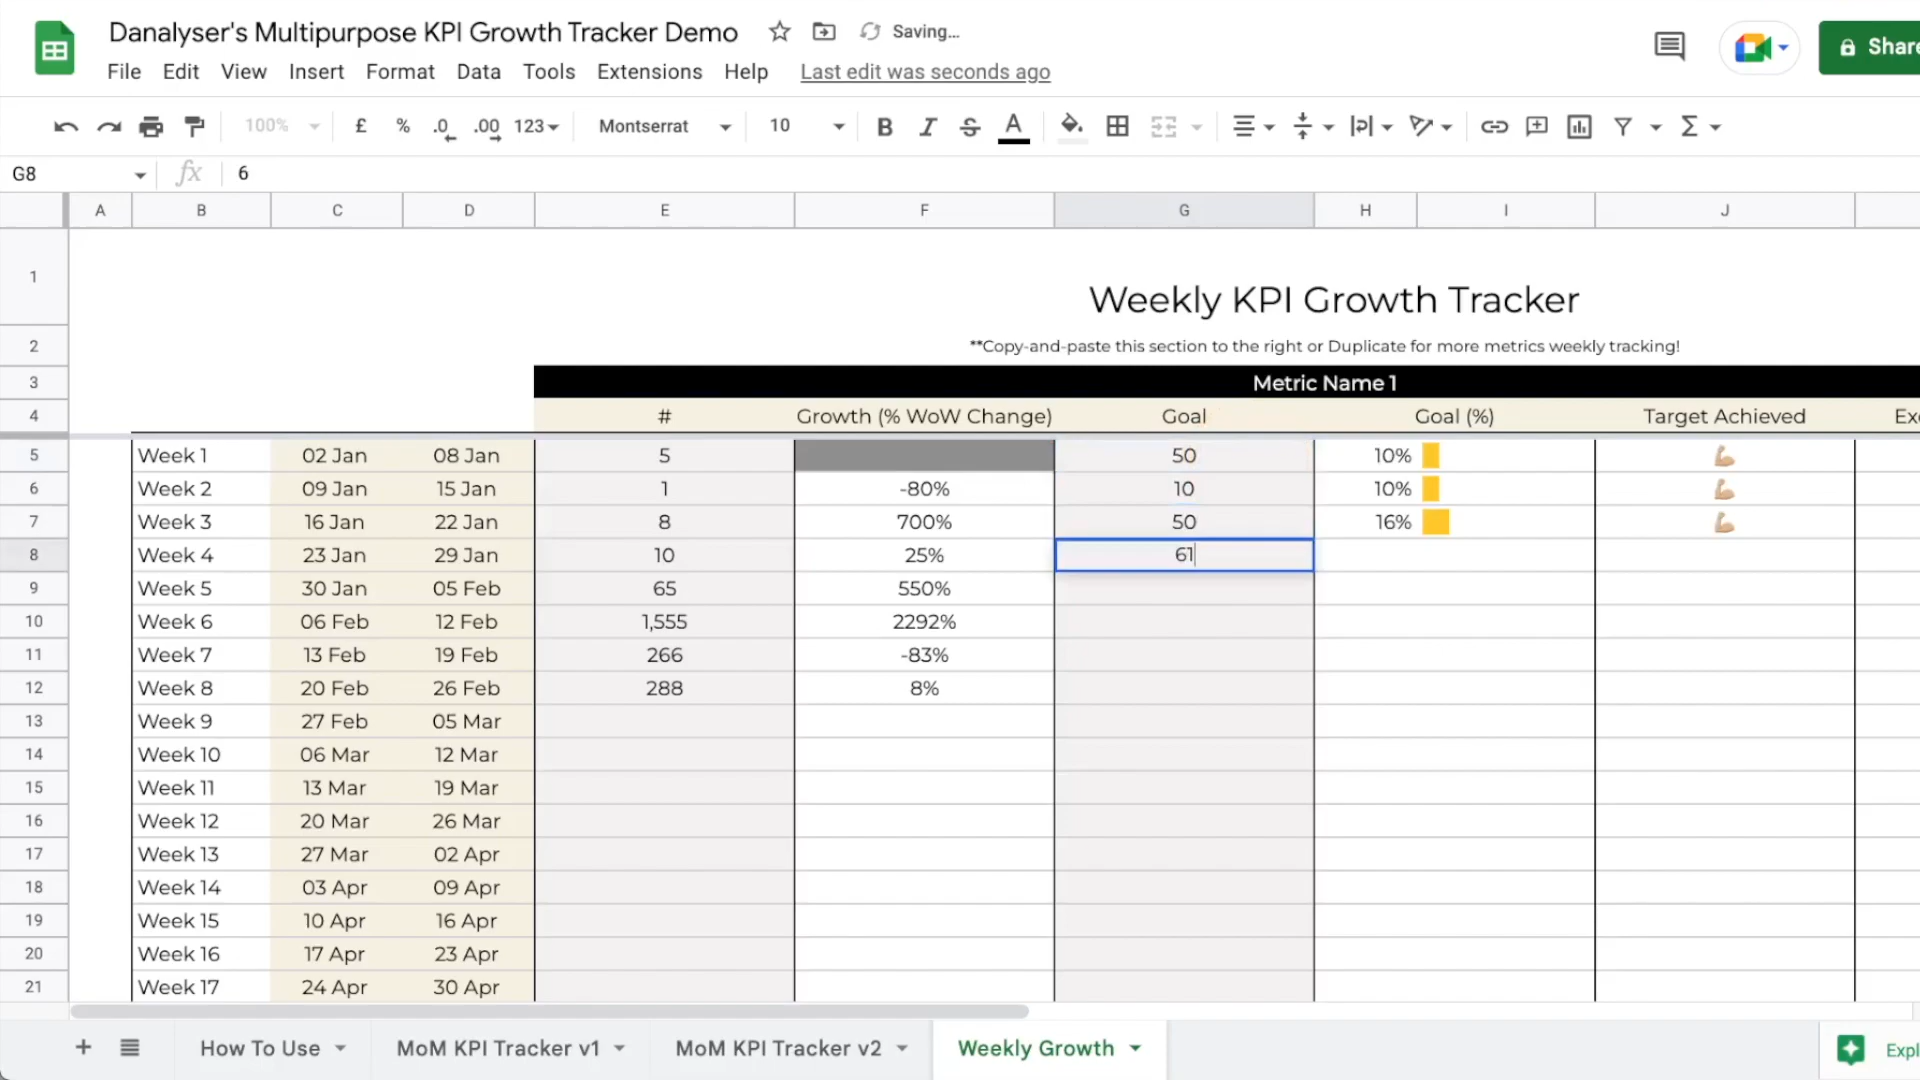 Danalyser's Multipurpose KPI Growth Tracker Demo Saving...
File Edit View Insert Format Data Tools Extensions Help Last edit was seconds ago
Share
100% £ % .0 .00 123 Montserrat 10 B I S A
G8 fx 6
A B C D E F G H I J
1 Weekly KPI Growth Tracker
2 **Copy-and-paste this section to the right or Duplicate for more metrics weekly tracking!
3 Metric Name 1
4 # Growth (% WoW Change) Goal Goal (%) Target Achieved
5 Week 1 02 Jan 08 Jan 5 50 10%
6 Week 2 09 Jan 15 Jan 1 -80% 10 10%
7 Week 3 16 Jan 22 Jan 8 700% 50 16%
8 Week 4 23 Jan 29 Jan 10 25% 61
9 Week 5 30 Jan 05 Feb 65 550%
10 Week 6 06 Feb 12 Feb 1,555 2292%
11 Week 7 13 Feb 19 Feb 266 -83%
12 Week 8 20 Feb 26 Feb 288 8%
13 Week 9 27 Feb 05 Mar
14 Week 10 06 Mar 12 Mar
15 Week 11 13 Mar 19 Mar
16 Week 12 20 Mar 26 Mar
17 Week 13 27 Mar 02 Apr
18 Week 14 03 Apr 09 Apr
19 Week 15 10 Apr 16 Apr
20 Week 16 17 Apr 23 Apr
21 Week 17 24 Apr 30 Apr
+ How To Use MoM KPI Tracker v1 MoM KPI Tracker v2 Weekly Growth Expl